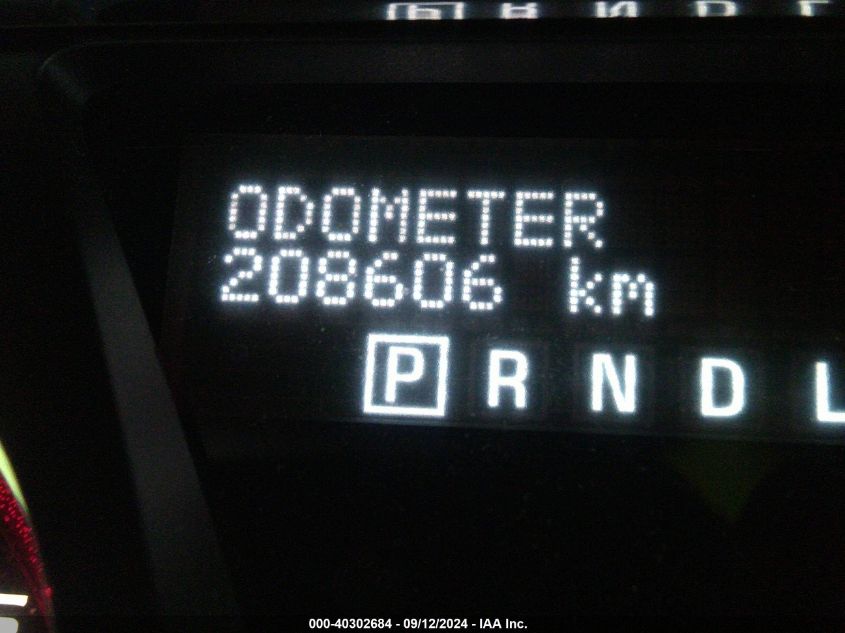 ODOMETER
208606 km
P R N D L
000-40302684 - 09/12/2024 - IAA Inc.